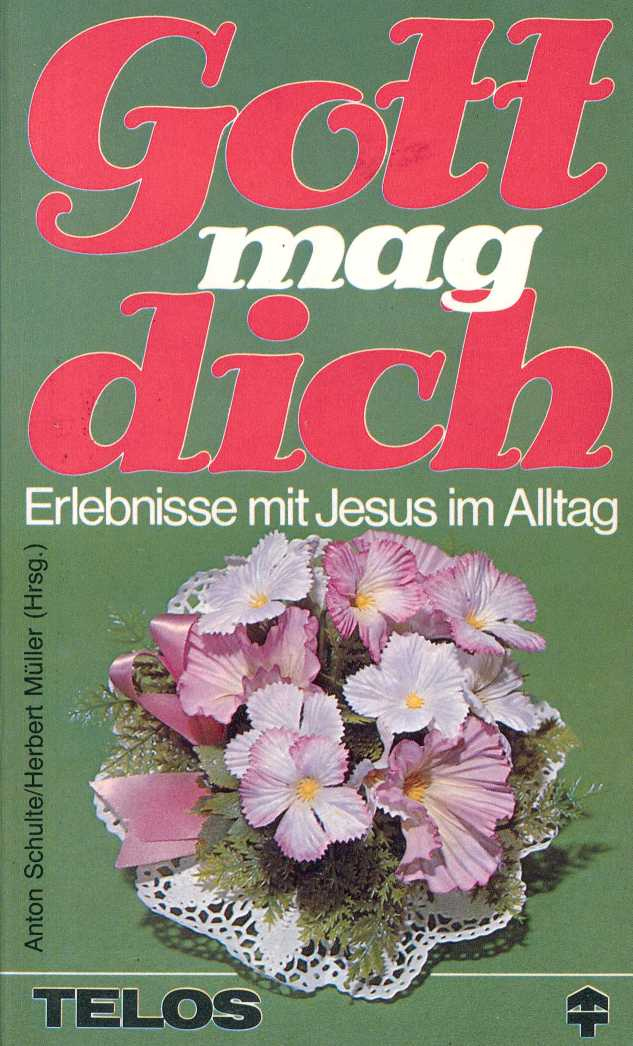 Gott
mag
dich
Erlebnisse mit Jesus im Alltag
Anton Schulte/Herbert Müller (Hrsg.)
TELOS